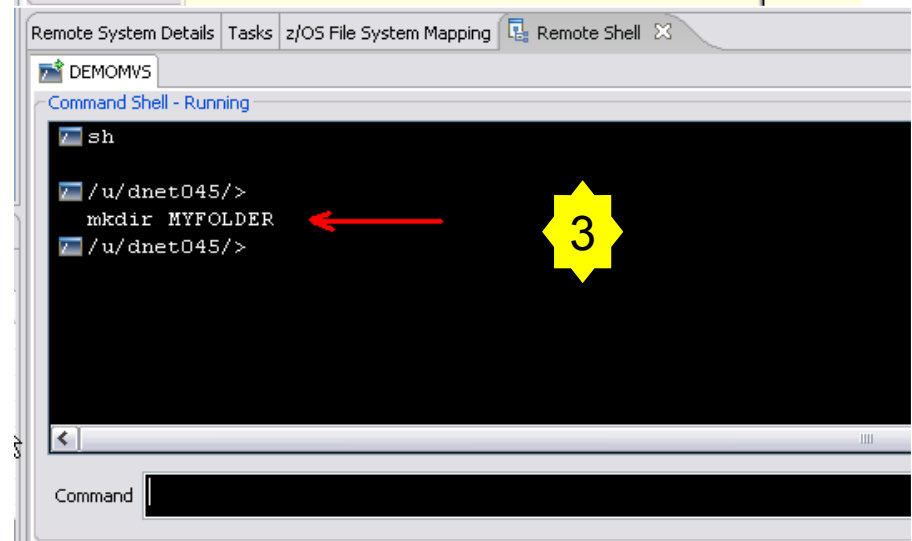 Remote System Details Tasks z/OS File System Mapping Remote Shell
DEMOMVS
Command Shell - Running
sh
/u/dnet045/>
mkdir MYFOLDER
3
/u/dnet045/>
Command